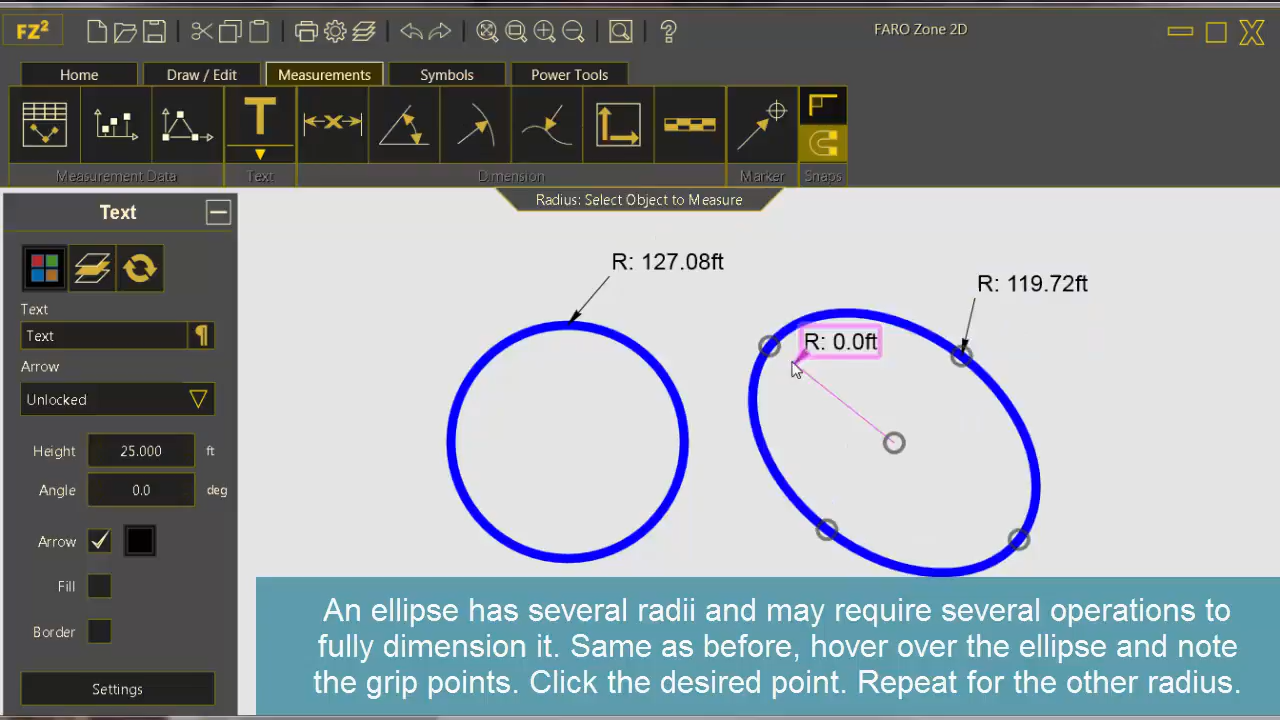 FZ²
FARO Zone 2D
Home
Draw / Edit
Measurements
Symbols
Power Tools
T
x
Measurement Data
Text
Dimension
Marker
Snaps
Radius: Select Object to Measure
Text
Text
Text
Arrow
Unlocked
Height 25.000 ft
Angle 0.0 deg
Arrow
Fill
Border
Settings
R: 127.08ft
R: 119.72ft
R: 0.0ft
An ellipse has several radii and may require several operations to
fully dimension it. Same as before, hover over the ellipse and note
the grip points. Click the desired point. Repeat for the other radius.